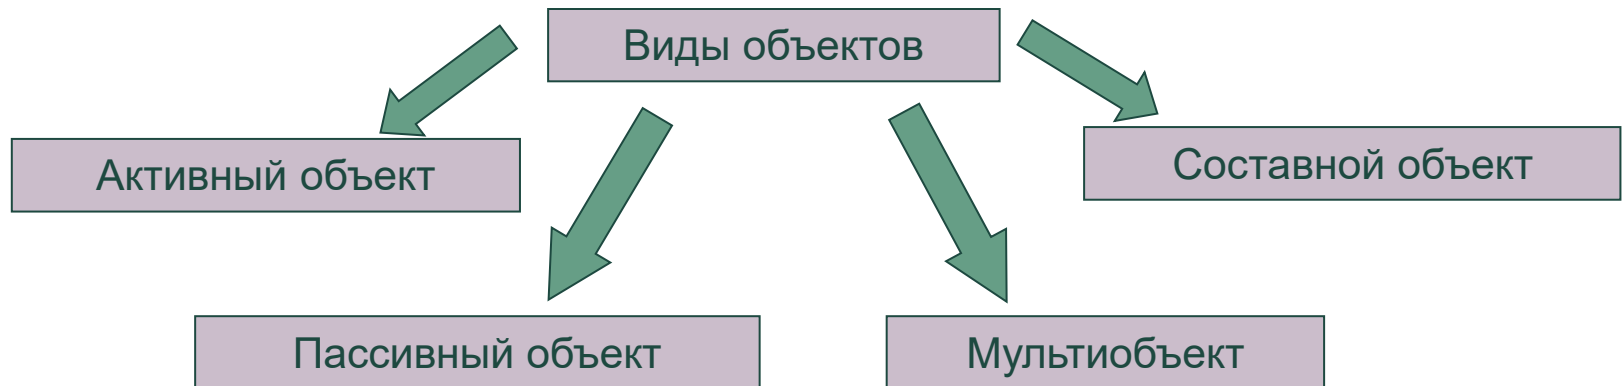 Виды объектов
Активный объект
Составной объект
Пассивный объект
Мультиобъект